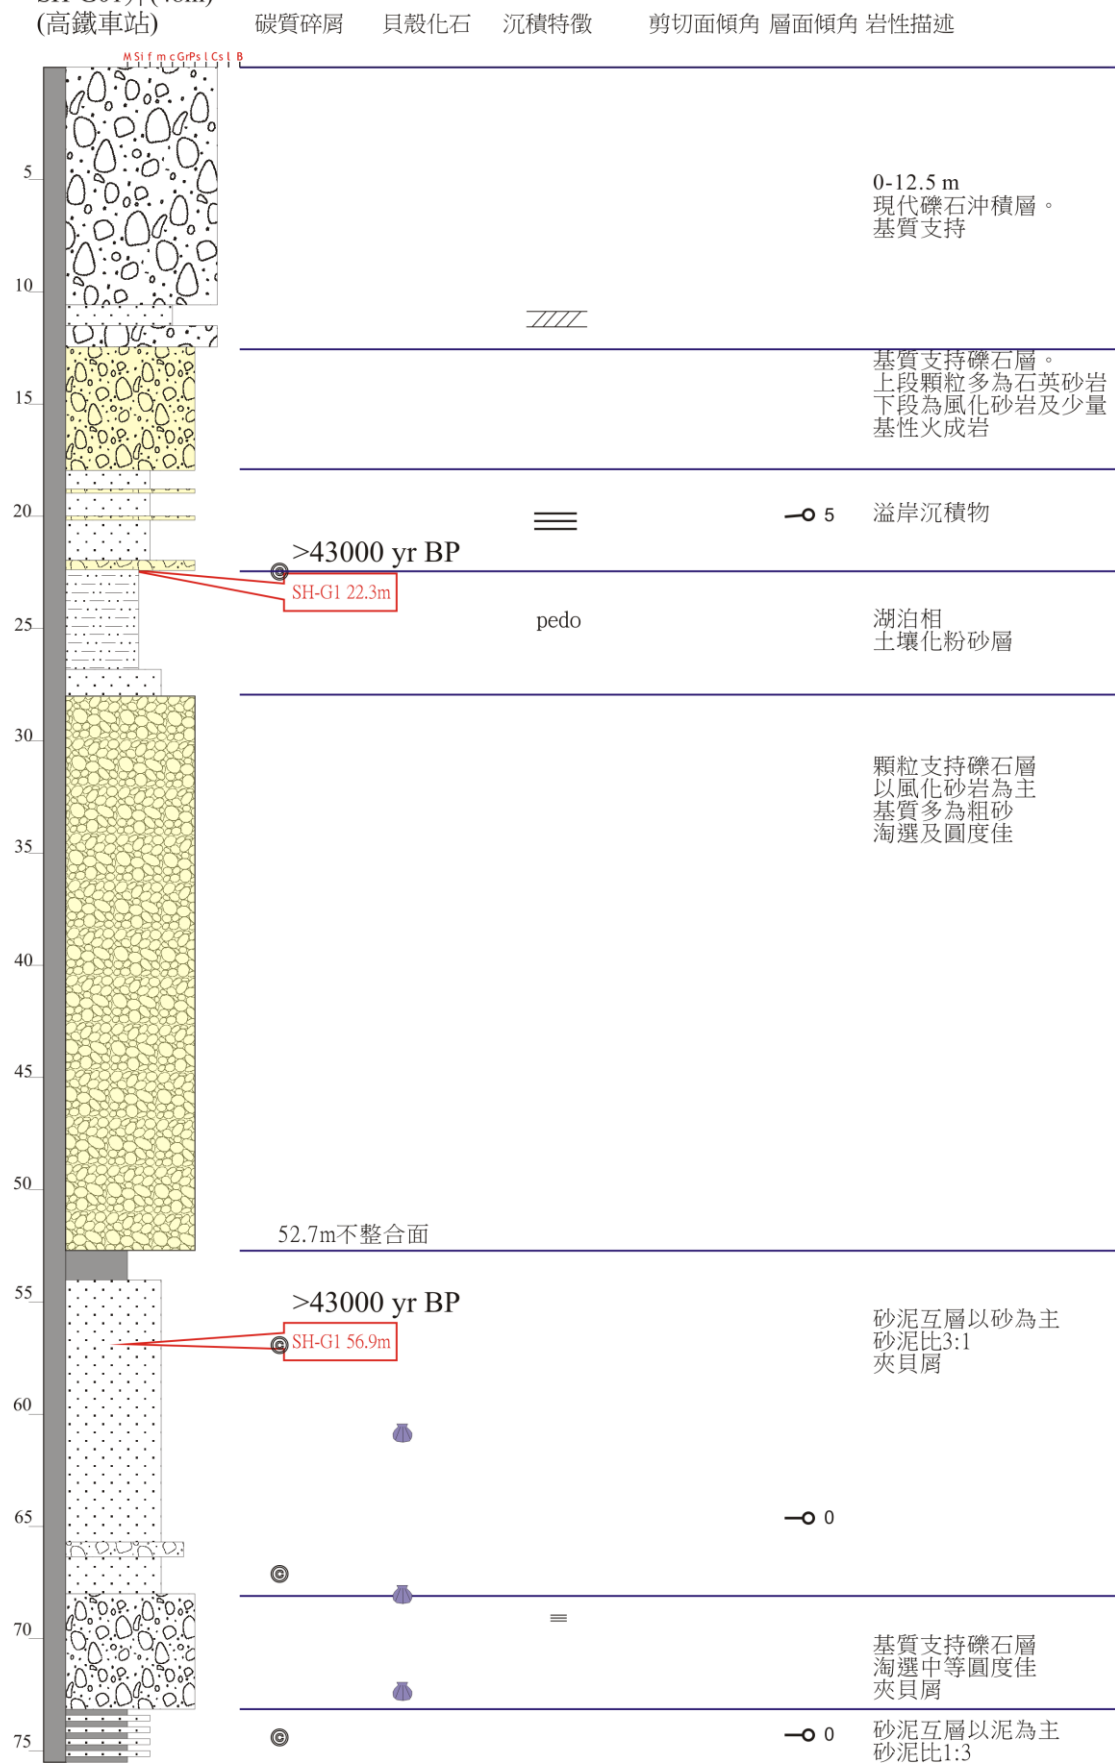 (高鐵車站)
碳質碎屑 貝殼化石 沉積特徵 剪切面傾角 層面傾角 岩性描述
M Si f m c Gr P s l C s l B
5
0-12.5 m
現代礫石沖積層。
基質支持
10
基質支持礫石層。
上段顆粒多為石英砂岩
下段為風化砂岩及少量
基性火成岩
15
20
5
溢岸沉積物
>43000 yr BP
SH-G1 22.3m
25
pedo
湖泊相
土壤化粉砂層
30
顆粒支持礫石層
以風化砂岩為主
基質多為粗砂
淘選及圓度佳
35
40
45
50
52.7m不整合面
55
>43000 yr BP
SH-G1 56.9m
砂泥互層以砂為主
砂泥比3:1
夾貝屑
60
65
0
70
基質支持礫石層
淘選中等圓度佳
夾貝屑
75
0
砂泥互層以泥為主
砂泥比1:3